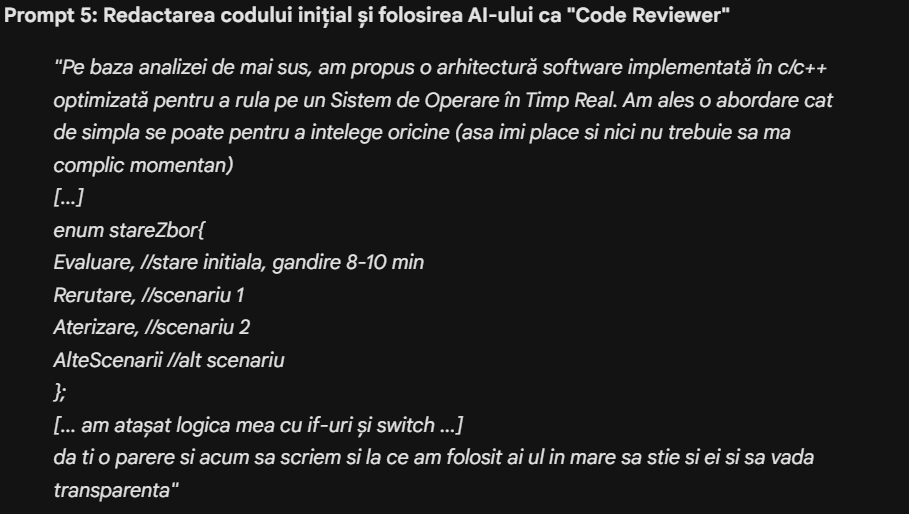 Prompt 5: Redactarea codului inițial și folosirea AI-ului ca "Code Reviewer"
"Pe baza analizei de mai sus, am propus o arhitectură software implementată în c/c++
optimizată pentru a rula pe un Sistem de Operare în Timp Real. Am ales o abordare cat
de simpla se poate pentru a intelege oricine (asa imi place si nici nu trebuie sa ma
complic momentan)
[...]
enum stareZbor{
Evaluare, //stare initiala, gandire 8-10 min
Rerutare, //scenariu 1
Aterizare, //scenariu 2
AlteScenarii //alt scenariu
};
[... am atașat logica mea cu if-uri și switch ...]
da ti o parere si acum sa scriem si la ce am folosit ai ul in mare sa stie si ei si sa vada
transparenta"